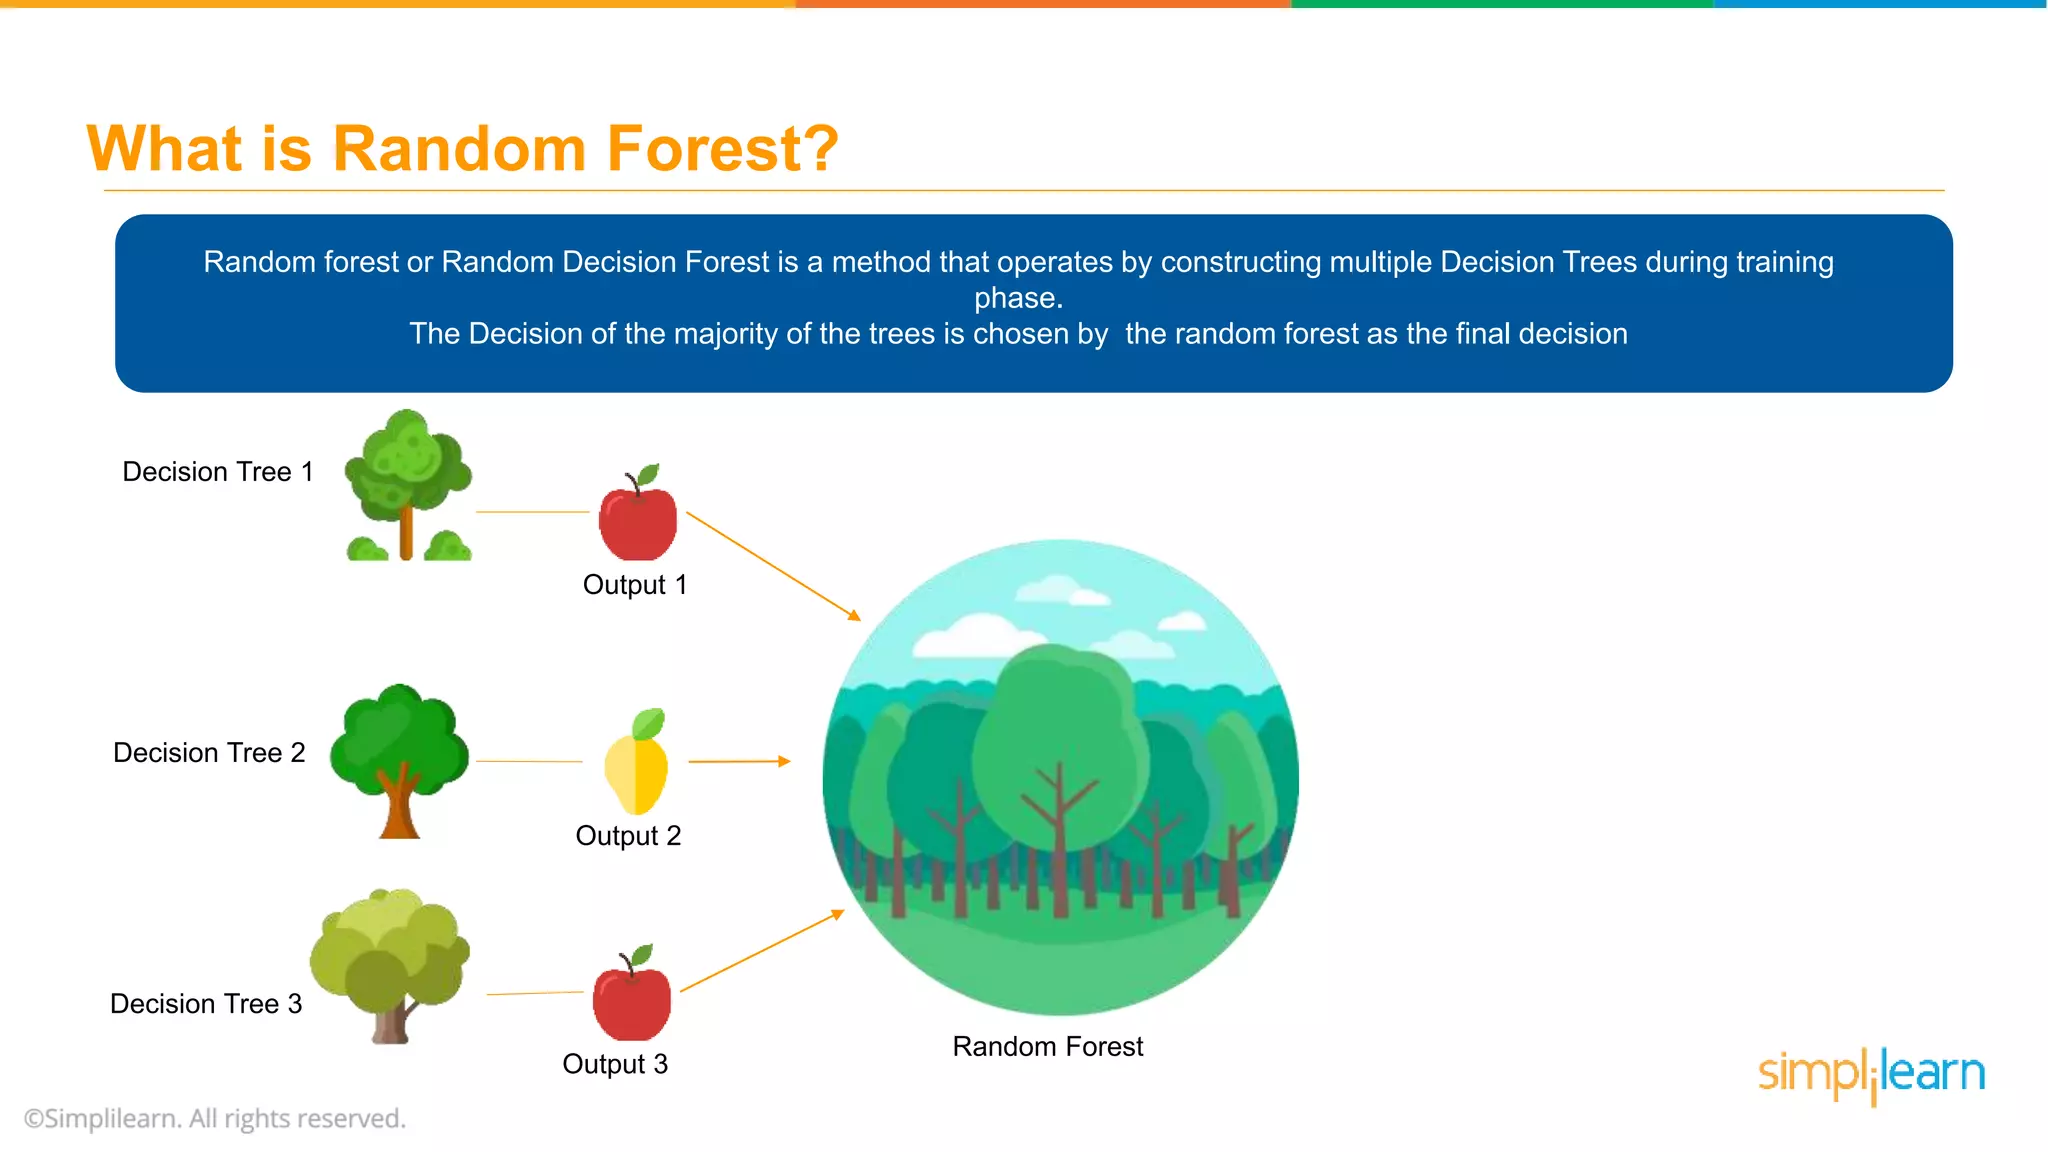 What is Random Forest?
Random forest or Random Decision Forest is a method that operates by constructing multiple Decision Trees during training
phase.
The Decision of the majority of the trees is chosen by  the random forest as the final decision
Decision Tree 1
Output 1
Decision Tree 2
Output 2
Decision Tree 3
Output 3
Random Forest
simplilearn
©Simplilearn. All rights reserved.